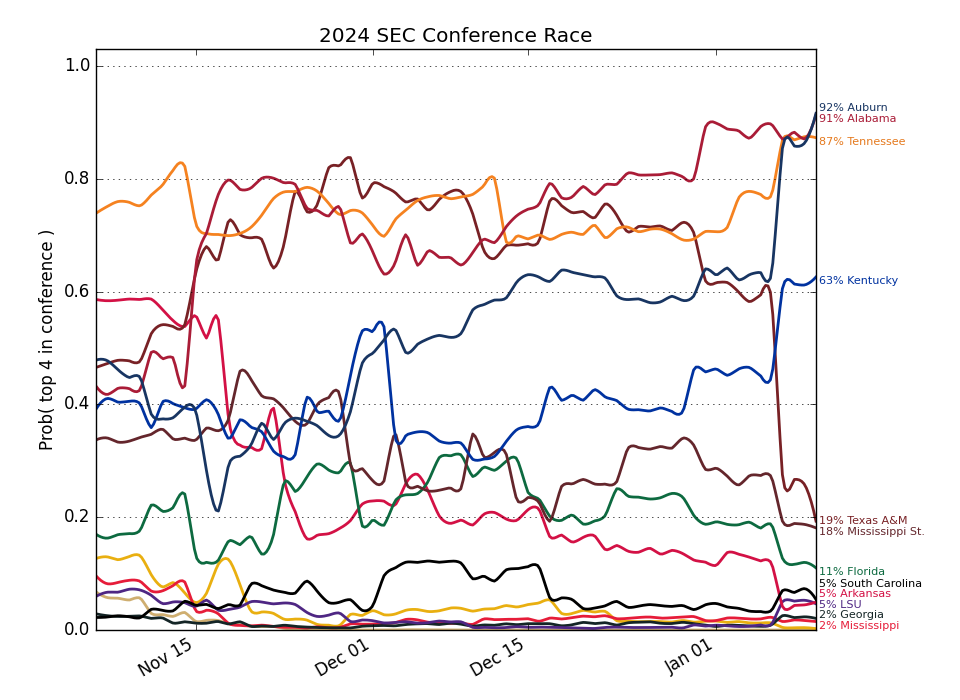 2024 SEC Conference Race
Prob( top 4 in conference )
1.0
0.8
0.6
0.4
0.2
0.0
Nov 15
Dec 01
Dec 15
Jan 01
92% Auburn
91% Alabama
87% Tennessee
63% Kentucky
19% Texas A&M
18% Mississippi St.
11% Florida
5% South Carolina
5% Arkansas
5% LSU
2% Georgia
2% Mississippi